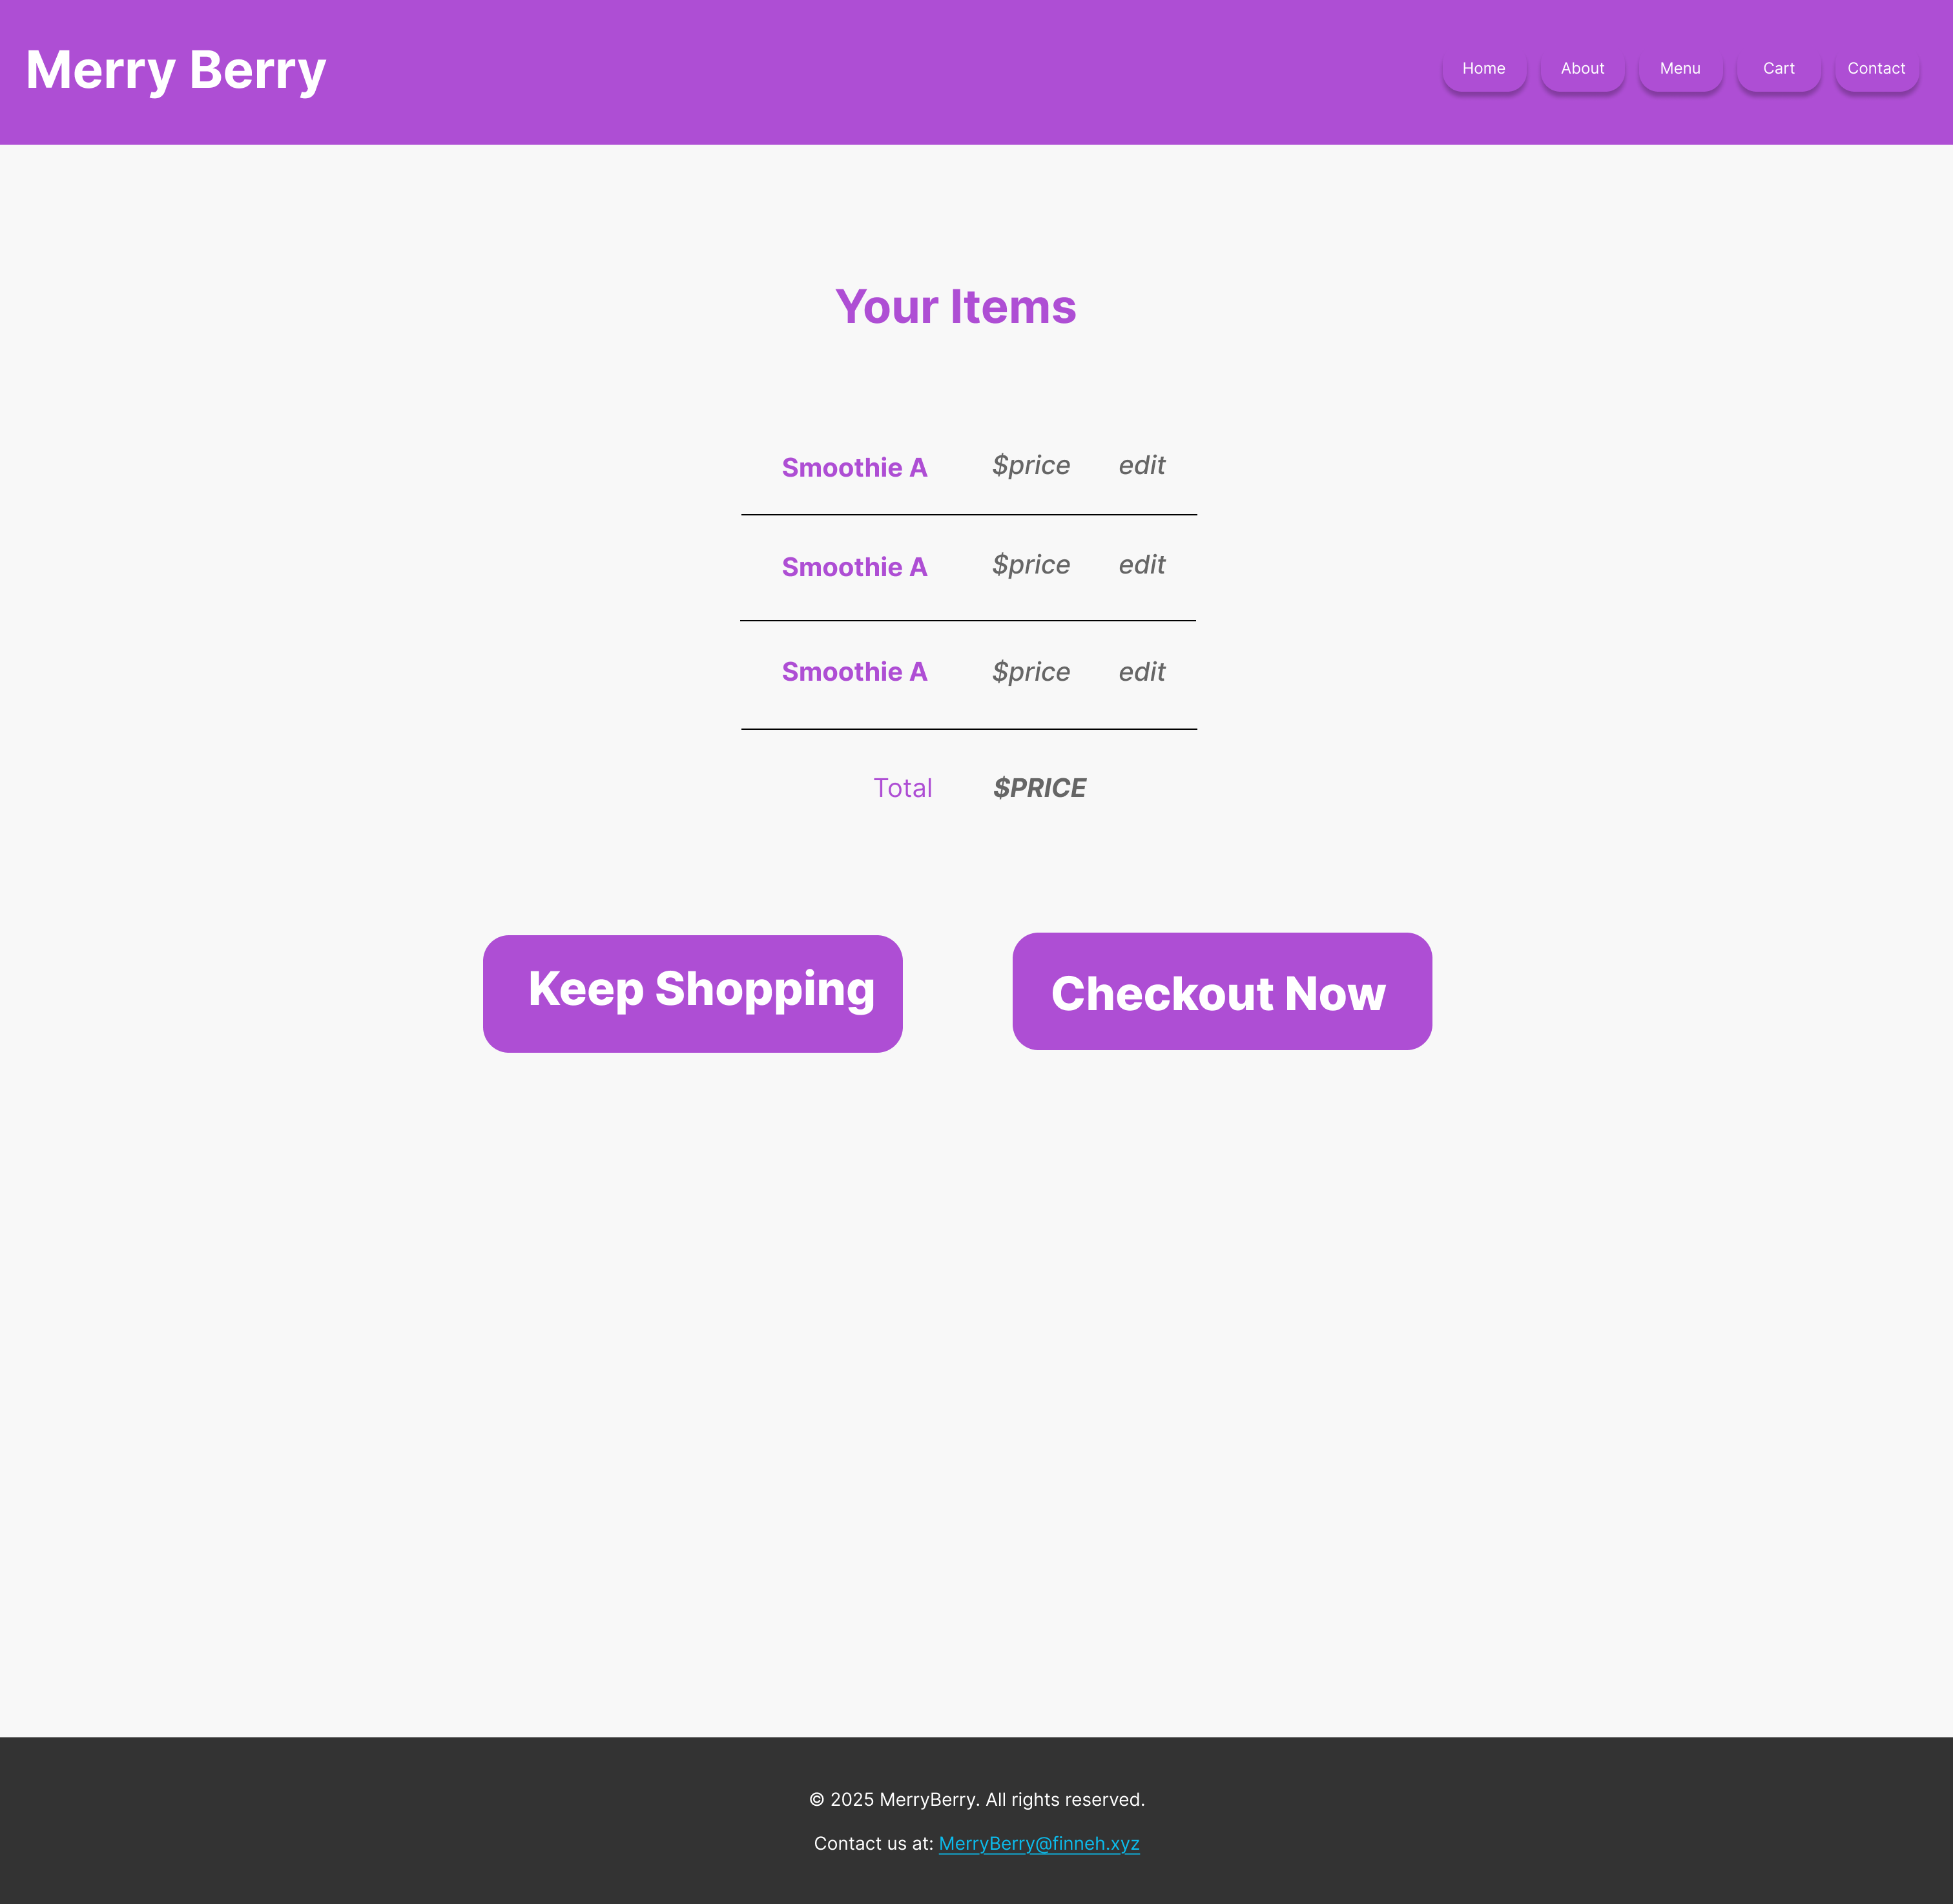 Merry Berry
Home About Menu Cart Contact
Your Items
Smoothie A $price edit
Smoothie A $price edit
Smoothie A $price edit
Total $PRICE
Keep Shopping Checkout Now
© 2025 MerryBerry. All rights reserved.
Contact us at: MerryBerry@finneh.xyz